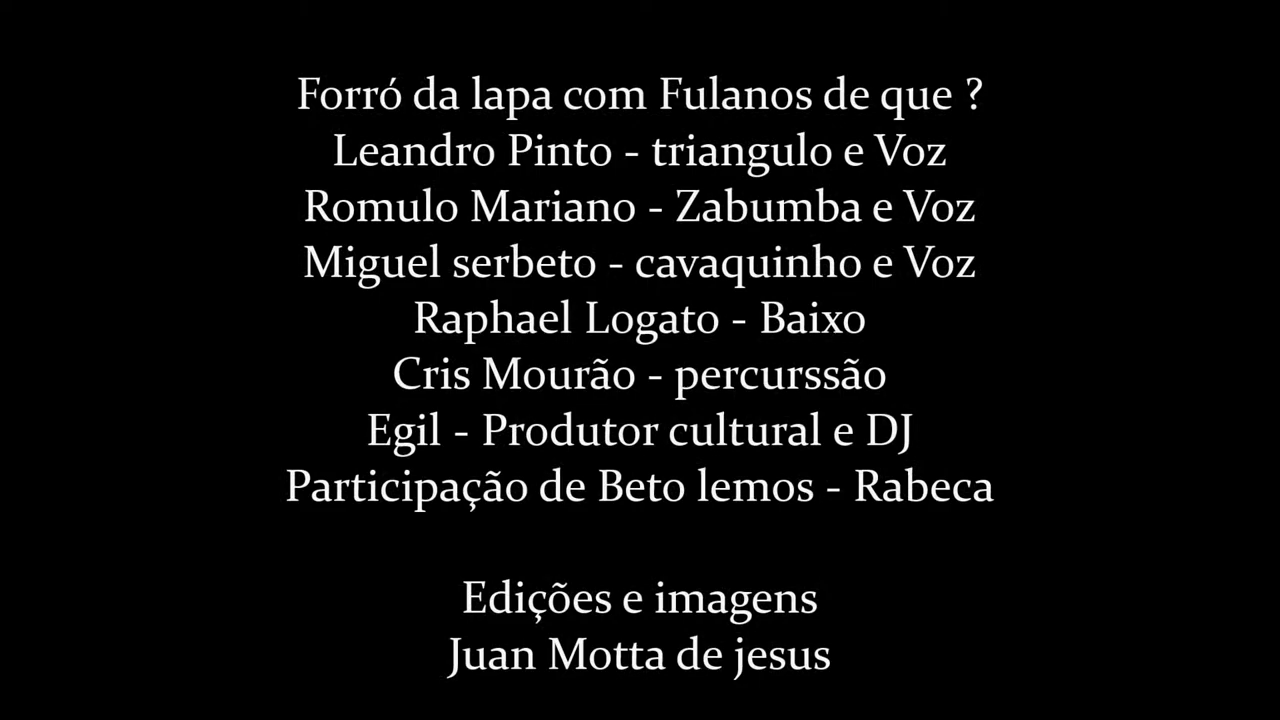 Forró da lapa com Fulanos de que ?
Leandro Pinto - triangulo e Voz
Romulo Mariano - Zabumba e Voz
Miguel serbeto - cavaquinho e Voz
Raphael Logato - Baixo
Cris Mourão - percurssão
Egil - Produtor cultural e DJ
Participação de Beto lemos - Rabeca
Edições e imagens
Juan Motta de jesus